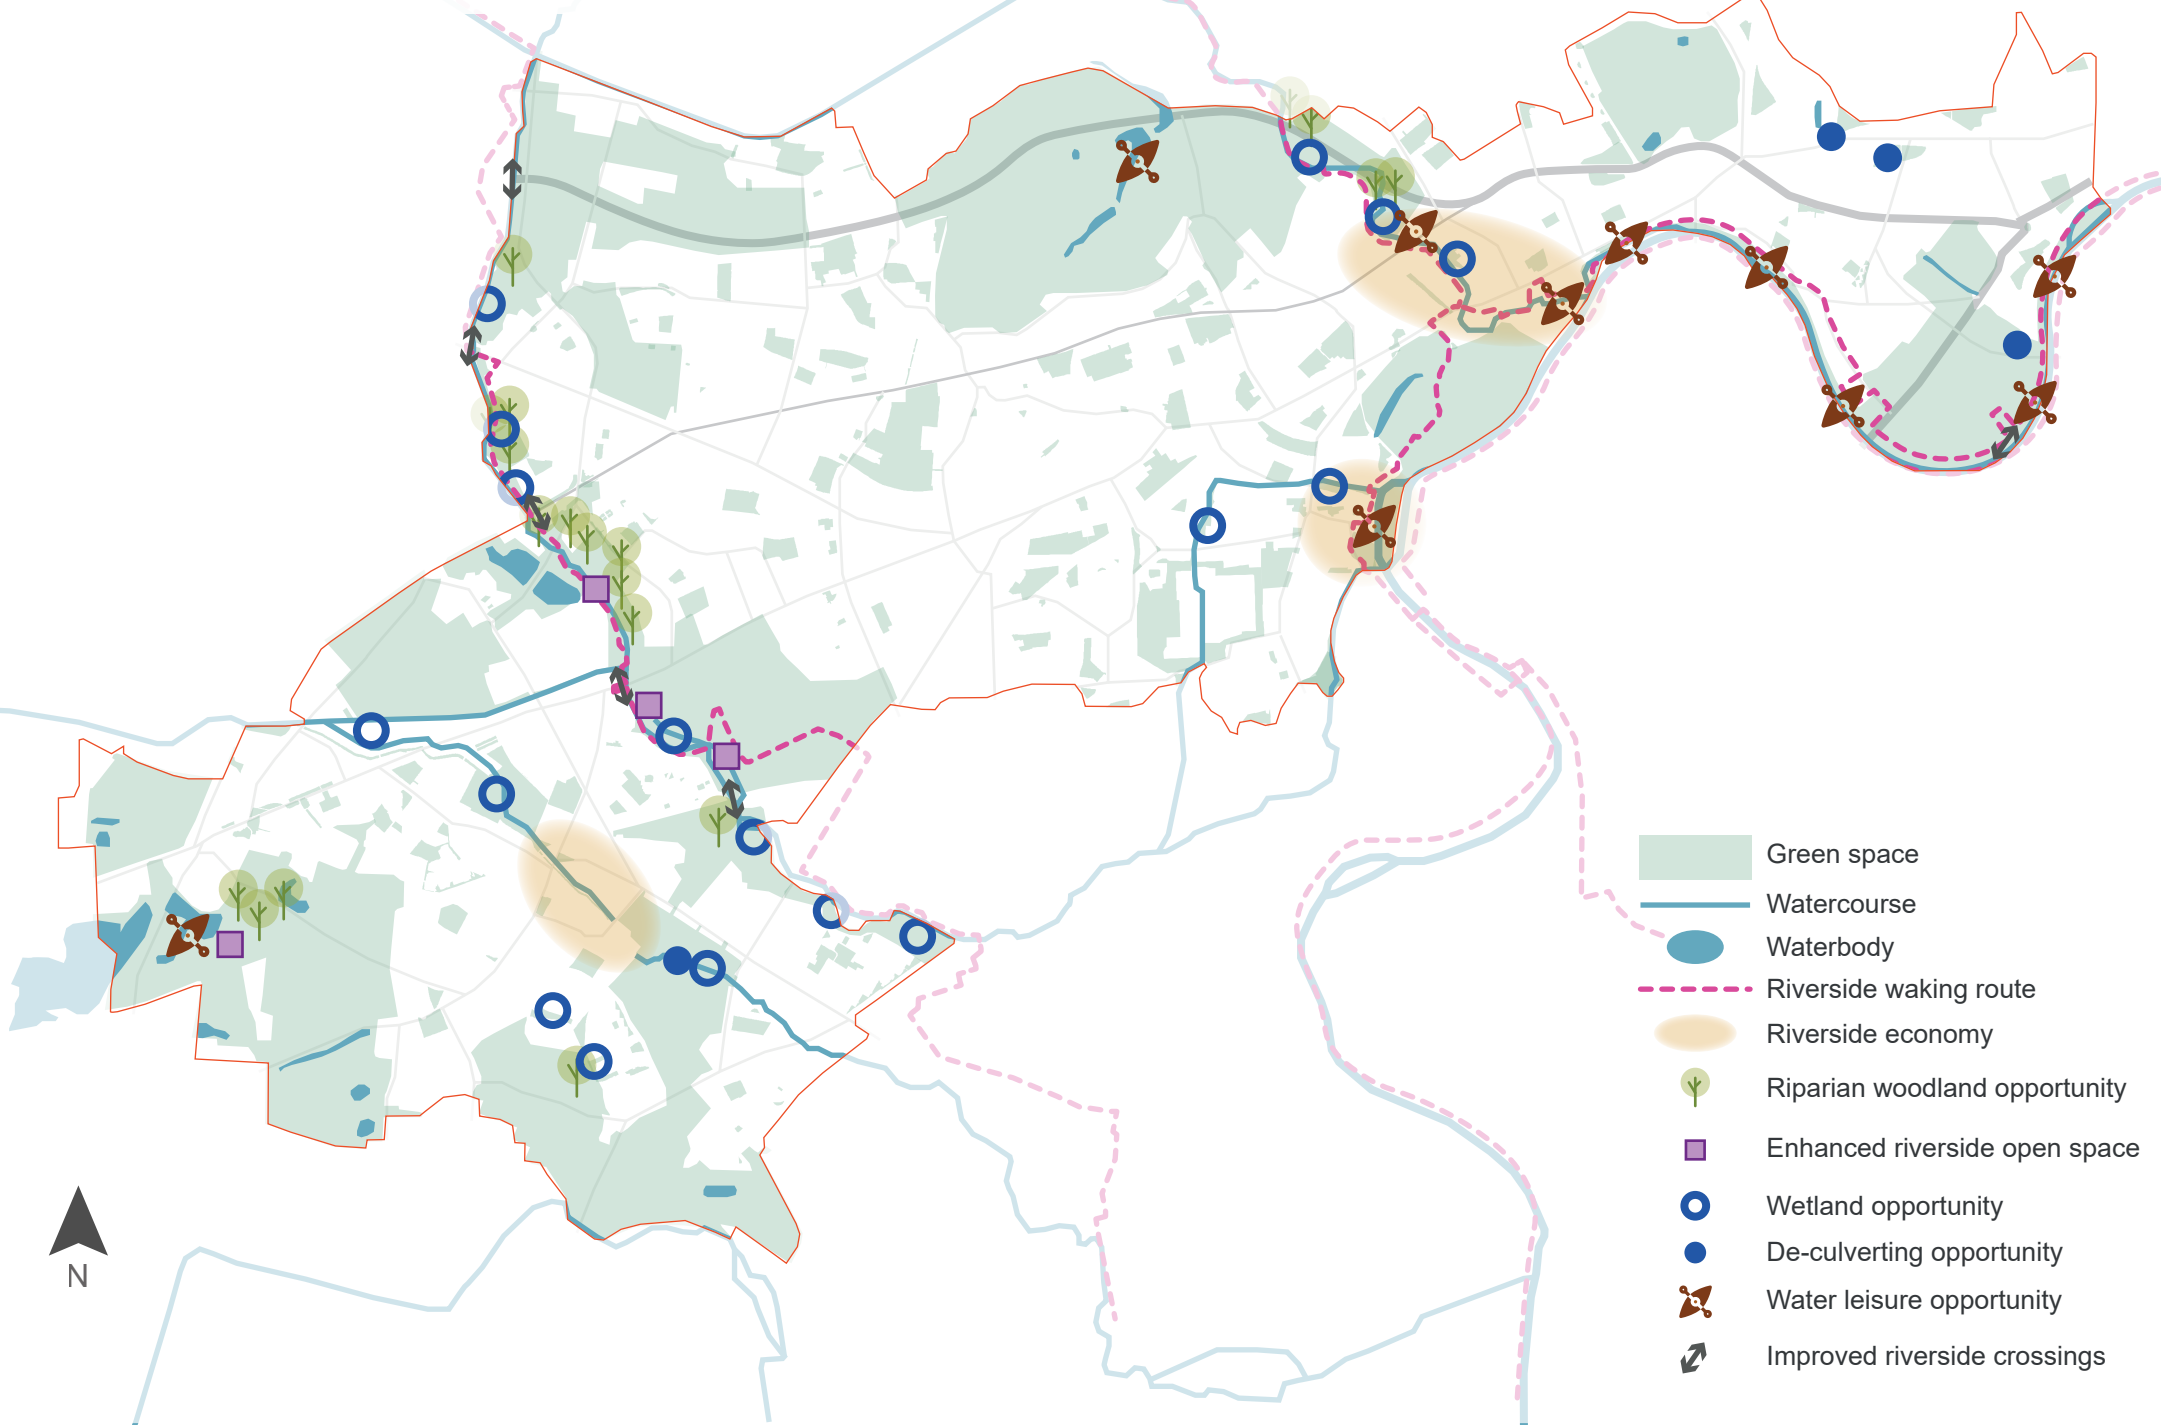 Green space
Watercourse
Waterbody
Riverside waking route
Riverside economy
Riparian woodland opportunity
Enhanced riverside open space
Wetland opportunity
De-culverting opportunity
Water leisure opportunity
Improved riverside crossings
N